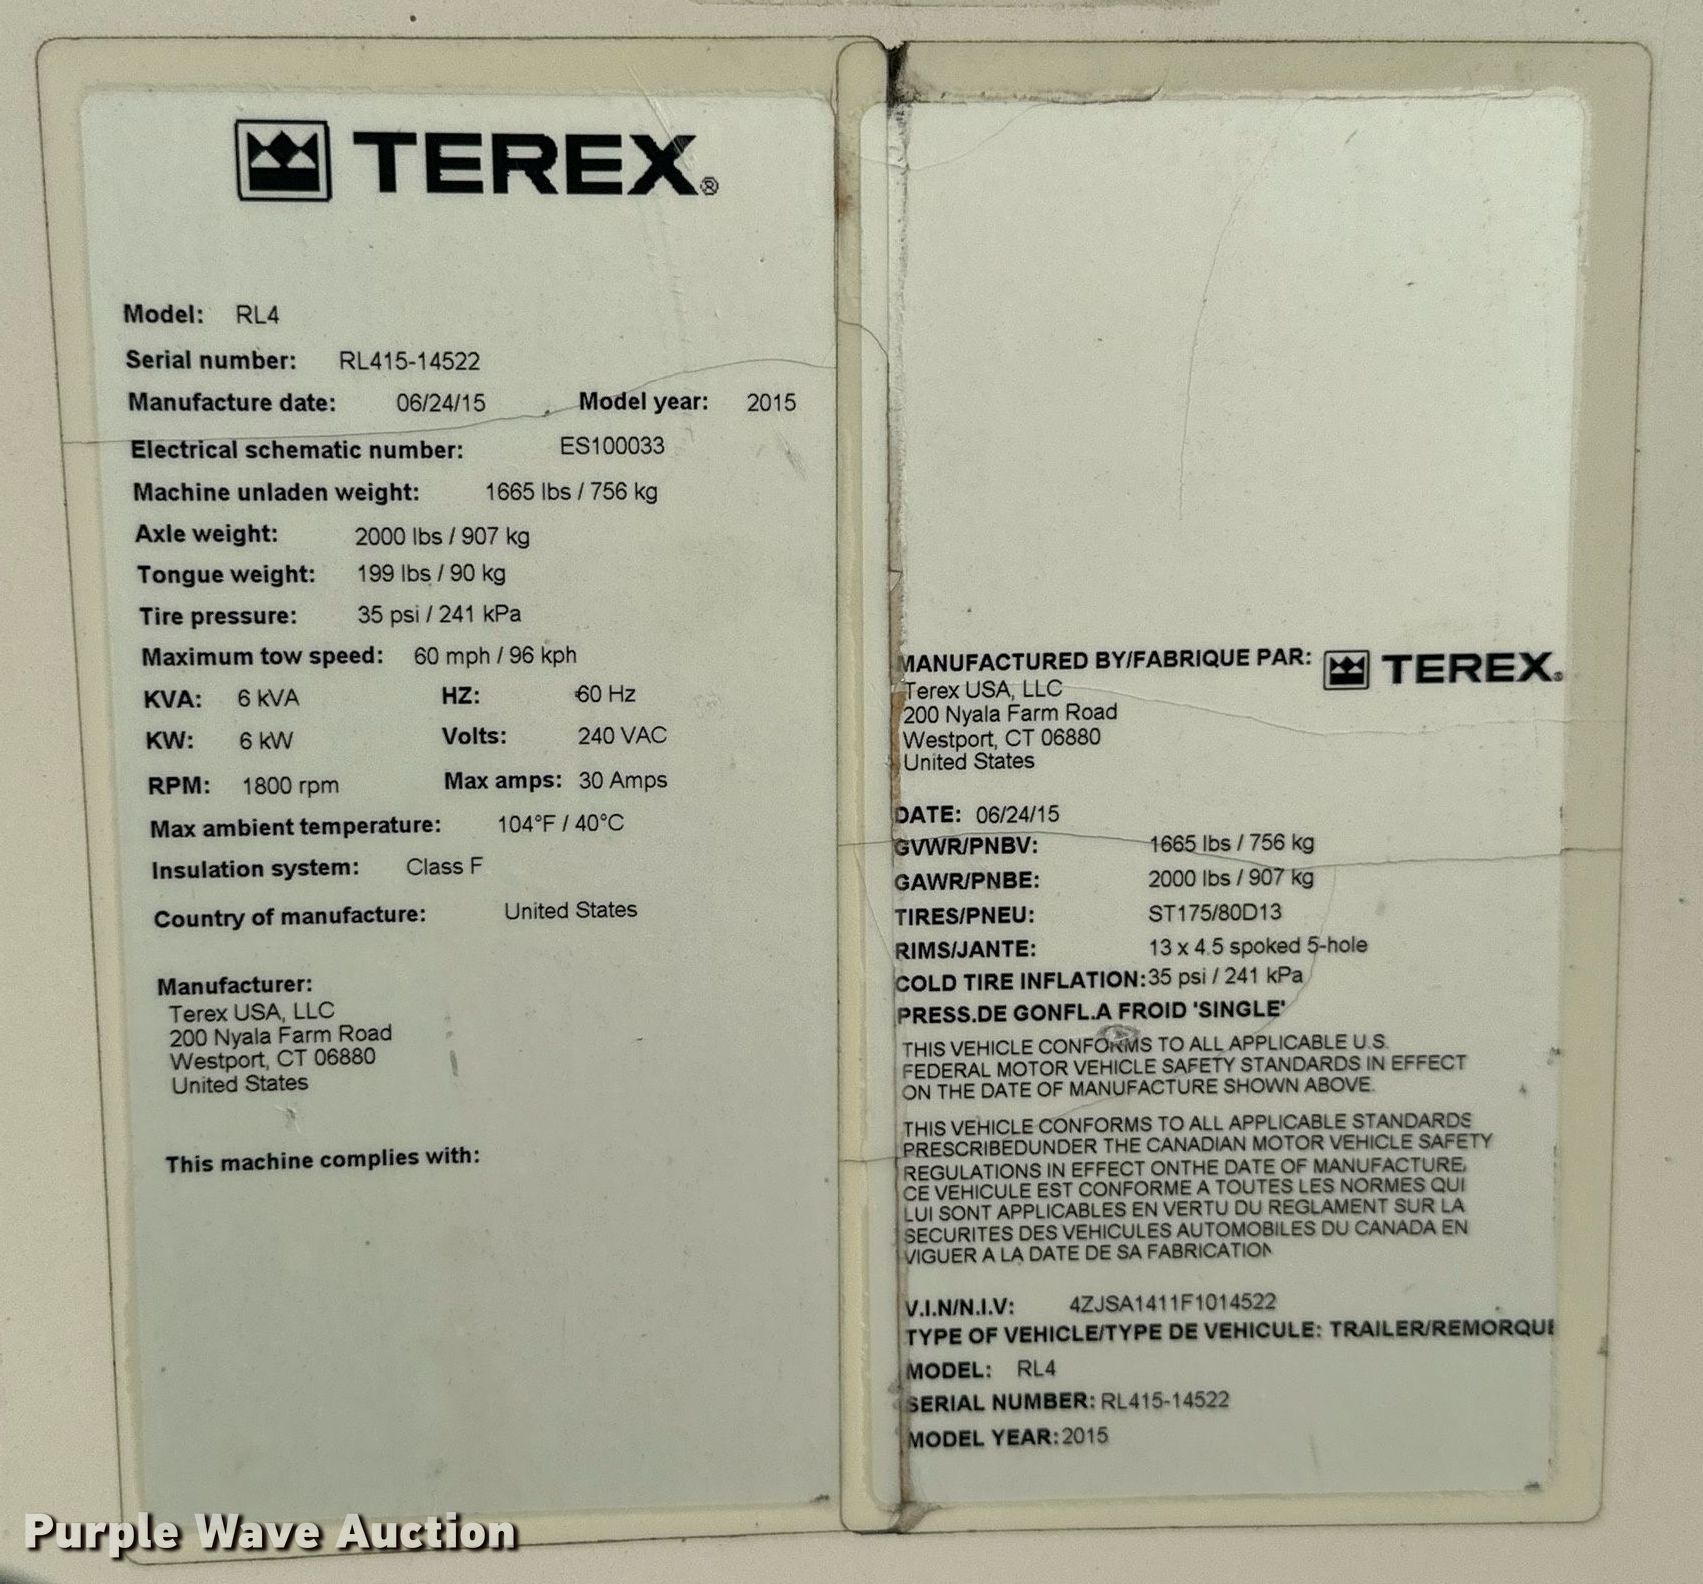 TEREX®
Model: RL4
Serial number: RL415-14522
Manufacture date: 06/24/15 Model year: 2015
Electrical schematic number: ES100033
Machine unladen weight: 1665 lbs / 756 kg
Axle weight: 2000 lbs / 907 kg
Tongue weight: 199 lbs / 90 kg
Tire pressure: 35 psi / 241 kPa
Maximum tow speed: 60 mph / 96 kph
KVA: 6 kVA HZ: 60 Hz
KW: 6 kW Volts: 240 VAC
RPM: 1800 rpm Max amps: 30 Amps
Max ambient temperature: 104°F / 40°C
Insulation system: Class F
Country of manufacture: United States
Manufacturer:
Terex USA, LLC
200 Nyala Farm Road
Westport, CT 06880
United States
This machine complies with:
MANUFACTURED BY/FABRIQUE PAR: TEREX®
Terex USA, LLC
200 Nyala Farm Road
Westport, CT 06880
United States
DATE: 06/24/15
GVWR/PNBV: 1665 lbs / 756 kg
GAWR/PNBE: 2000 lbs / 907 kg
TIRES/PNEU: ST175/80D13
RIMS/JANTE: 13 x 4.5 spoked 5-hole
COLD TIRE INFLATION: 35 psi / 241 kPa
PRESS.DE GONFL.A FROID 'SINGLE'
THIS VEHICLE CONFORMS TO ALL APPLICABLE U.S.
FEDERAL MOTOR VEHICLE SAFETY STANDARDS IN EFFECT
ON THE DATE OF MANUFACTURE SHOWN ABOVE.
THIS VEHICLE CONFORMS TO ALL APPLICABLE STANDARDS
PRESCRIBEDUNDER THE CANADIAN MOTOR VEHICLE SAFETY
REGULATIONS IN EFFECT ONTHE DATE OF MANUFACTURE,
CE VEHICULE EST CONFORME A TOUTES LES NORMES QUI
LUI SONT APPLICABLES EN VERTU DU REGLAMENT SUR LA
SECURITES DES VEHICULES AUTOMOBILES DU CANADA EN
VIGUER A LA DATE DE SA FABRICATION
V.I.N/N.I.V: 4ZJSA1411F1014522
TYPE OF VEHICLE/TYPE DE VEHICULE: TRAILER/REMORQUE
MODEL: RL4
SERIAL NUMBER: RL415-14522
MODEL YEAR: 2015
Purple Wave Auction